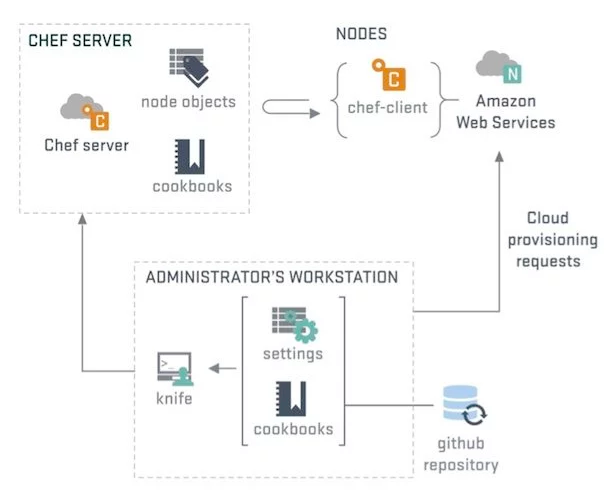 CHEF SERVER
node objects
Chef server
cookbooks
NODES
C
chef-client
C
N
Amazon
Web Services
Cloud
provisioning
requests
ADMINISTRATOR'S WORKSTATION
settings
>_
knife
cookbooks
github
repository